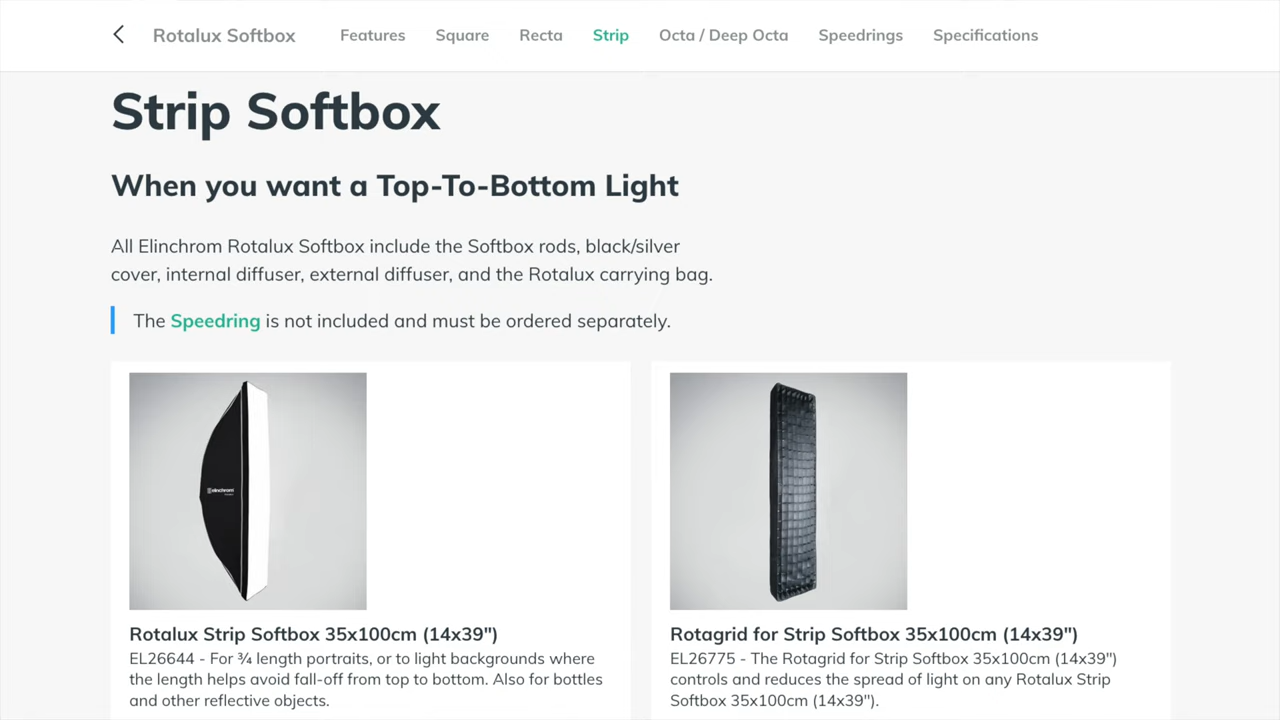 Rotalux Softbox Features Square Recta Strip Octa / Deep Octa Speedrings Specifications
Strip Softbox
When you want a Top-To-Bottom Light
All Elinchrom Rotalux Softbox include the Softbox rods, black/silver
cover, internal diffuser, external diffuser, and the Rotalux carrying bag.
The Speedring is not included and must be ordered separately.
elinchrom
Rotalux Strip Softbox 35x100cm (14x39")
EL26644 - For ¾ length portraits, or to light backgrounds where
the length helps avoid fall-off from top to bottom. Also for bottles
and other reflective objects.
Rotagrid for Strip Softbox 35x100cm (14x39")
EL26775 - The Rotagrid for Strip Softbox 35x100cm (14x39")
controls and reduces the spread of light on any Rotalux Strip
Softbox 35x100cm (14x39").